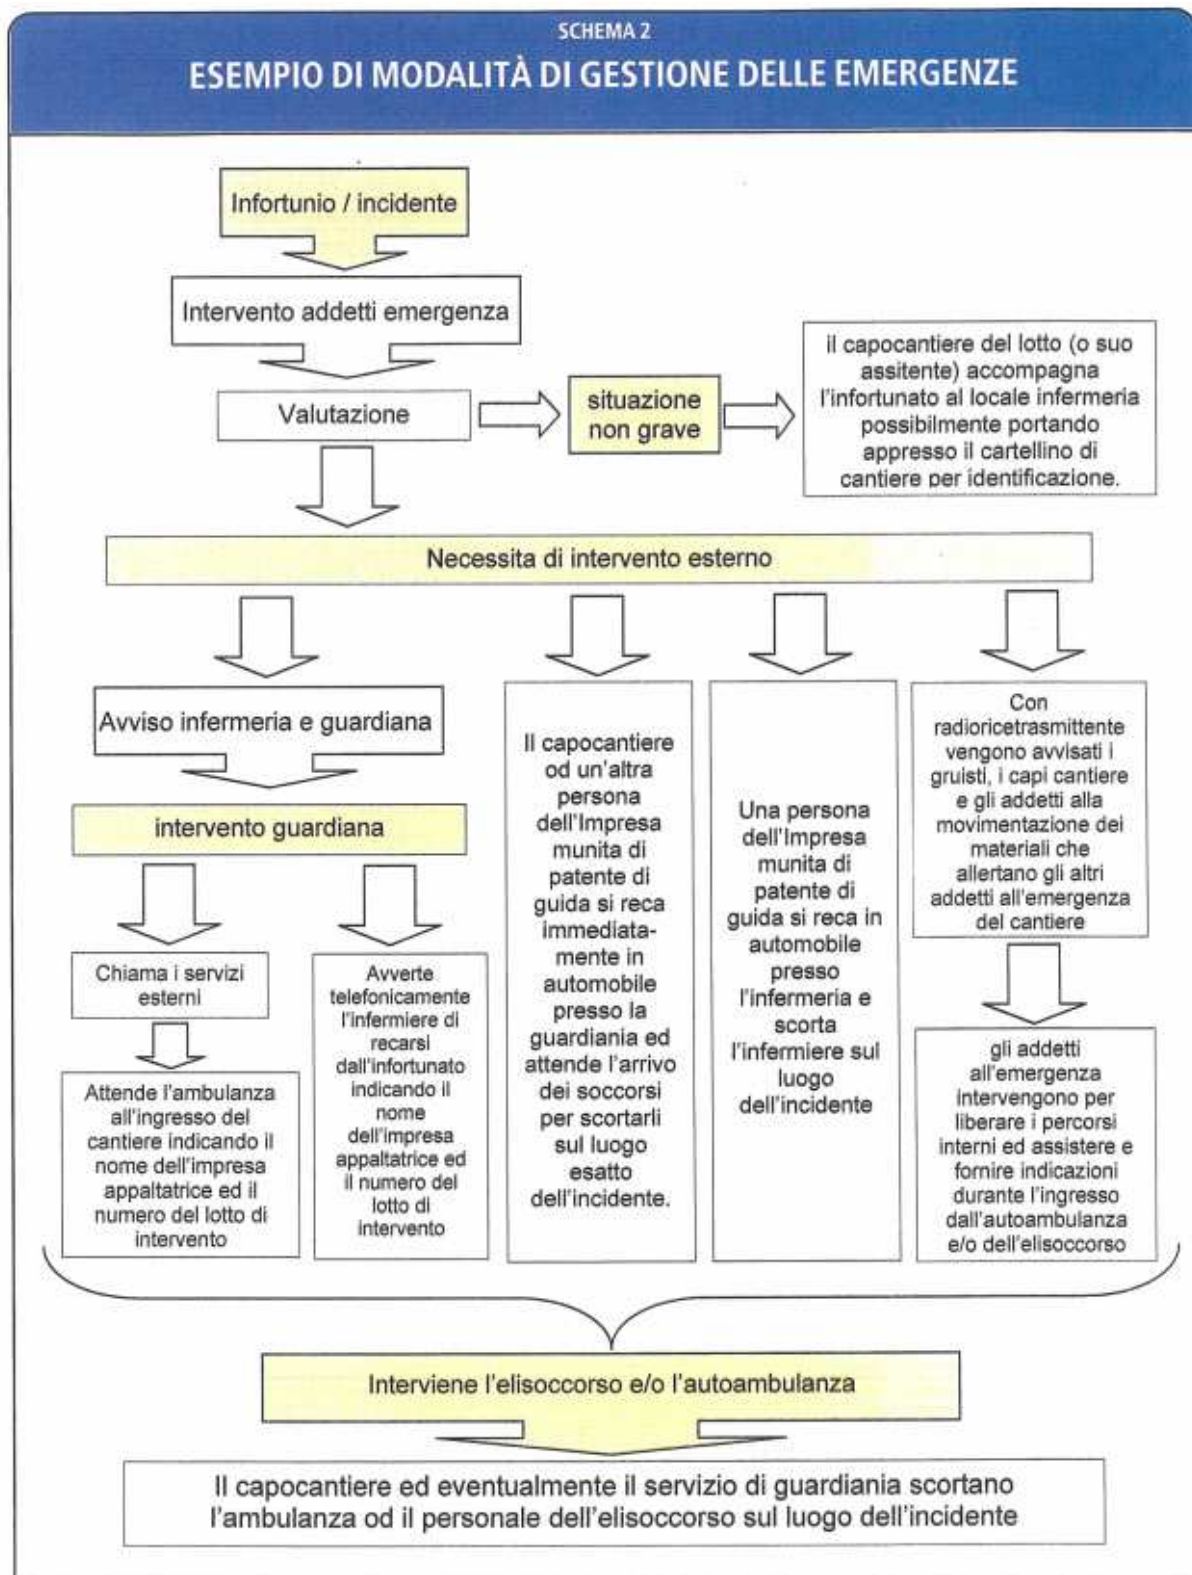 SCHEMA 2
ESEMPIO DI MODALITÀ DI GESTIONE DELLE EMERGENZE
Infortunio / incidente
Intervento addetti emergenza
Valutazione
situazione
non grave
il capocantiere del lotto (o suo
assitente) accompagna
l'infortunato al locale infermeria
possibilmente portando
appresso il cartellino di
cantiere per identificazione.
Necessita di intervento esterno
Avviso infermeria e guardiana
intervento guardiana
Chiama i servizi
esterni
Attende l'ambulanza
all'ingresso del
cantiere indicando il
nome dell'impresa
appaltatrice ed il
numero del lotto di
intervento
Avverte
telefonicamente
l'infermiere di
recarsi
dall'infortunato
indicando il
nome
dell'impresa
appaltatrice ed
il numero del
lotto di
intervento
Il capocantiere
od un'altra
persona
dell'Impresa
munita di
patente di
guida si reca
immediata-
mente in
automobile
presso la
guardiania ed
attende l'arrivo
dei soccorsi
per scortarli
sul luogo
esatto
dell'incidente.
Una persona
dell'Impresa
munita di
patente di
guida si reca in
automobile
presso
l'infermeria e
scorta
l'infermiere sul
luogo
dell'incidente
Con
radioricetrasmittente
vengono avvisati i
gruisti, i capi cantiere
e gli addetti alla
movimentazione dei
materiali che
allertano gli altri
addetti all'emergenza
del cantiere
gli addetti
all'emergenza
intervengono per
liberare i percorsi
interni ed assistere e
fornire indicazioni
durante l'ingresso
dall'autoambulanza
e/o dell'elisoccorso
Interviene l'elisoccorso e/o l'autoambulanza
Il capocantiere ed eventualmente il servizio di guardiania scortano
l'ambulanza od il personale dell'elisoccorso sul luogo dell'incidente